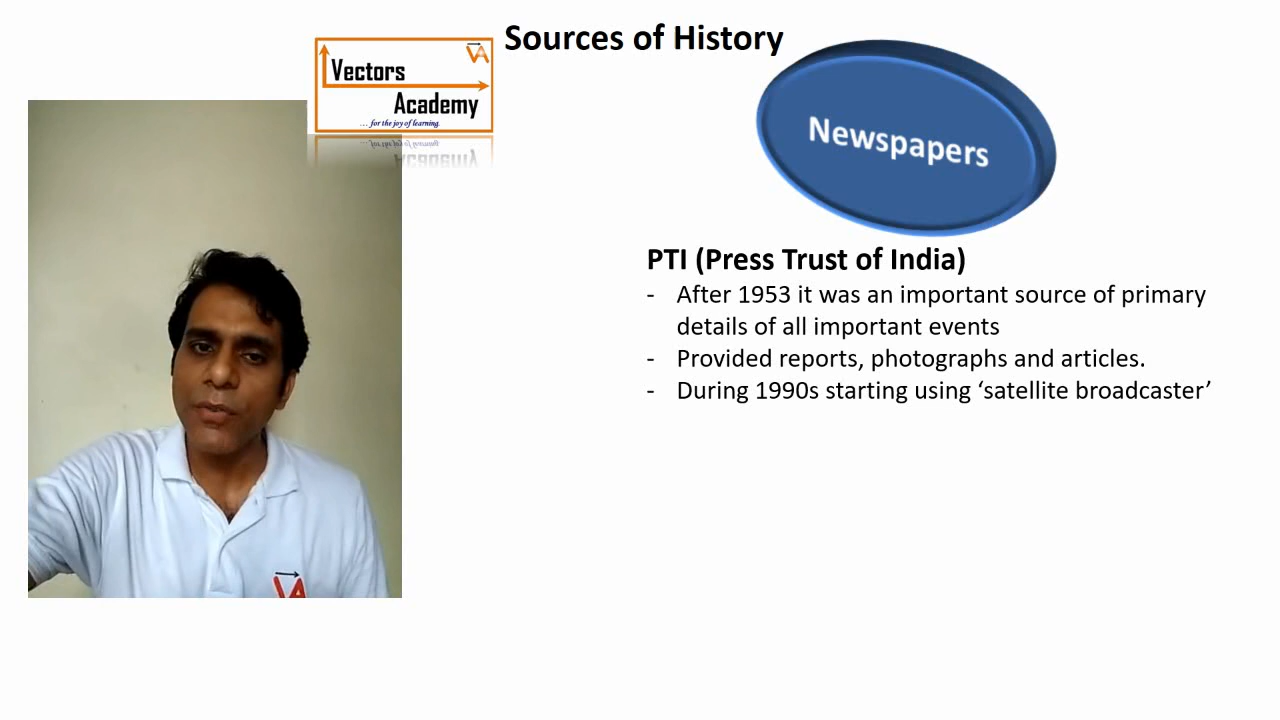 Sources of History
VA
Vectors
Academy
... for the joy of learning.
Newspapers
PTI (Press Trust of India)
- After 1953 it was an important source of primary
details of all important events
- Provided reports, photographs and articles.
- During 1990s starting using ‘satellite broadcaster’
VA